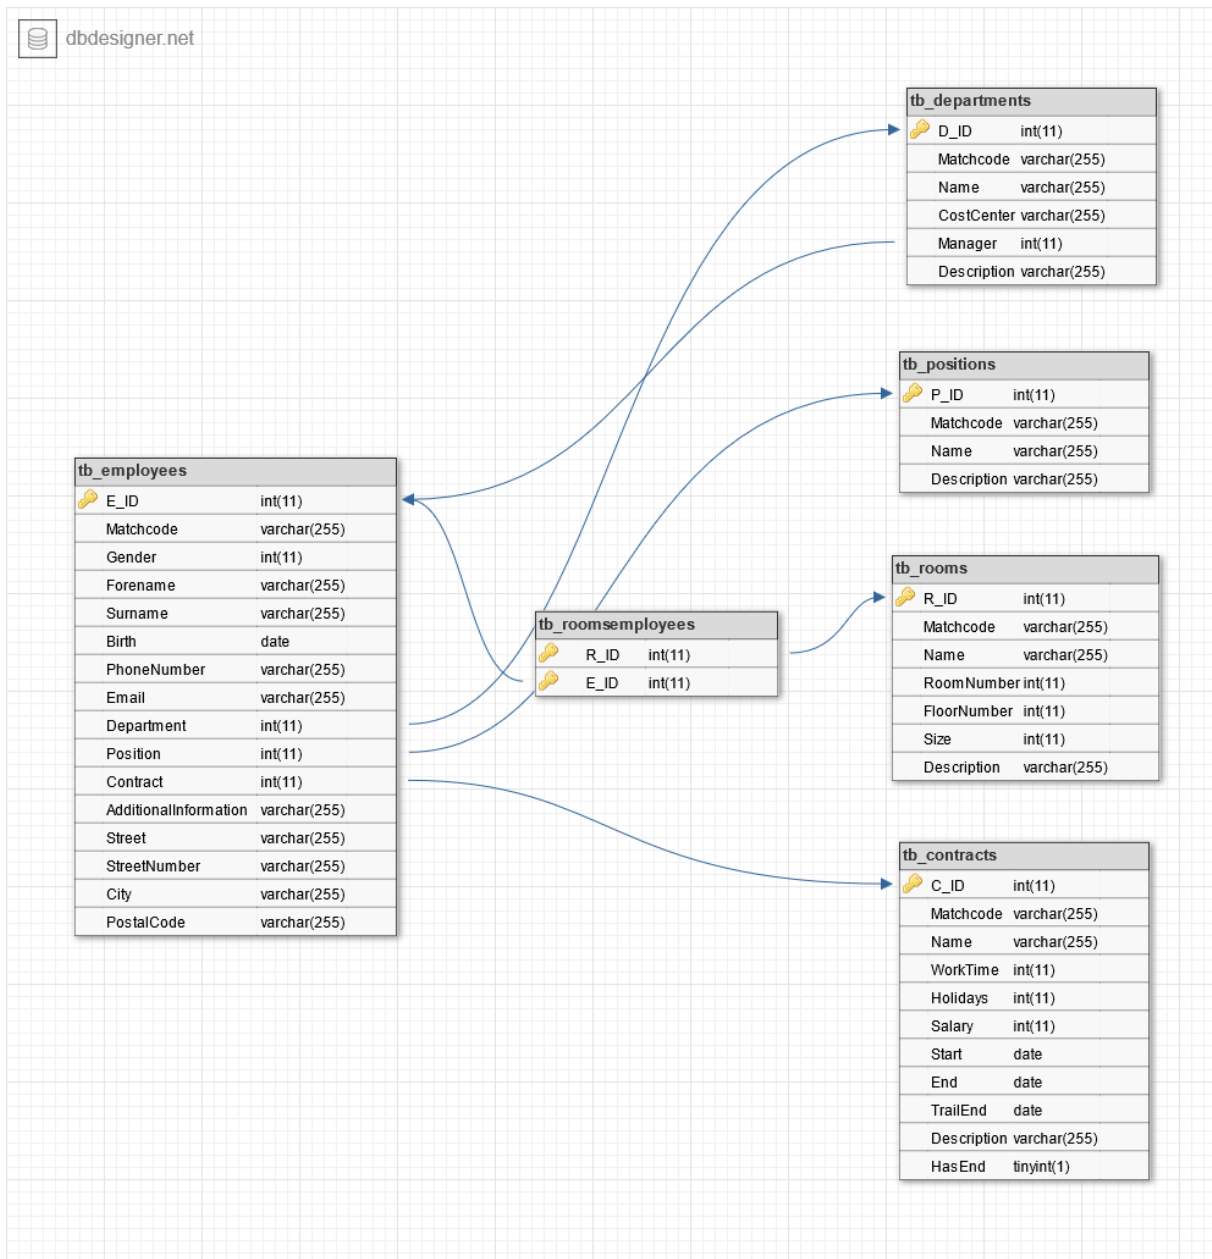 dbdesigner.net
tb_departments
D_ID int(11)
Matchcode varchar(255)
Name varchar(255)
CostCenter varchar(255)
Manager int(11)
Description varchar(255)
tb_positions
P_ID int(11)
Matchcode varchar(255)
Name varchar(255)
Description varchar(255)
tb_employees
E_ID int(11)
Matchcode varchar(255)
Gender int(11)
Forename varchar(255)
Surname varchar(255)
Birth date
PhoneNumber varchar(255)
Email varchar(255)
Department int(11)
Position int(11)
Contract int(11)
AdditionalInformation varchar(255)
Street varchar(255)
StreetNumber varchar(255)
City varchar(255)
PostalCode varchar(255)
tb_roomsemployees
R_ID int(11)
E_ID int(11)
tb_rooms
R_ID int(11)
Matchcode varchar(255)
Name varchar(255)
RoomNumber int(11)
FloorNumber int(11)
Size int(11)
Description varchar(255)
tb_contracts
C_ID int(11)
Matchcode varchar(255)
Name varchar(255)
WorkTime int(11)
Holidays int(11)
Salary int(11)
Start date
End date
TrailEnd date
Description varchar(255)
HasEnd tinyint(1)